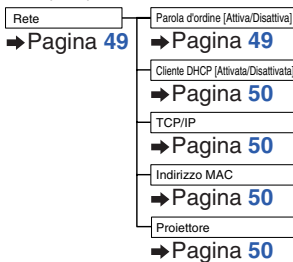 Rete
➡Pagina 49
Parola d'ordine [Attiva/Disattiva]
➡Pagina 49
Cliente DHCP [Attivata/Disattivata]
➡Pagina 50
TCP/IP
➡Pagina 50
Indirizzo MAC
➡Pagina 50
Proiettore
➡Pagina 50